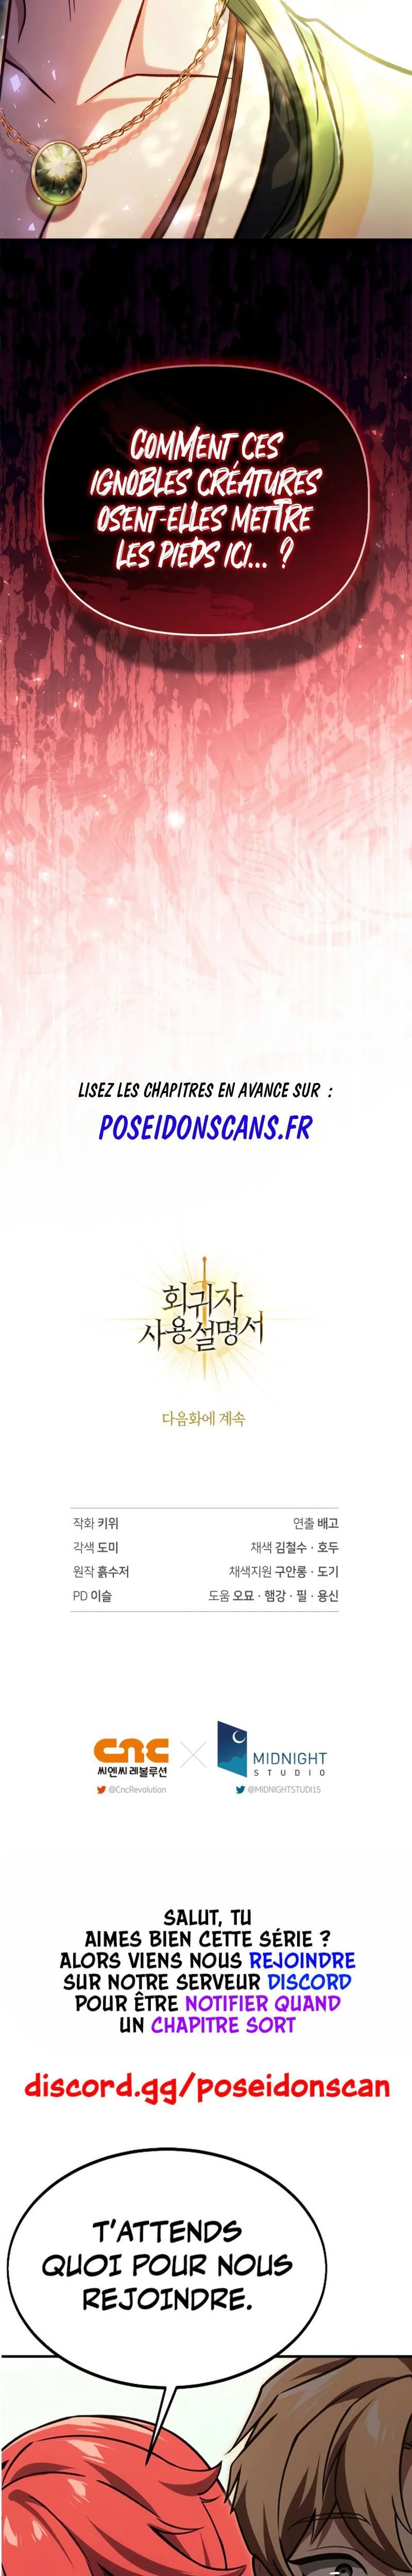 COMMENT CES
IGNOBLES CRÉATURES
OSENT-ELLES METTRE
LES PIEDS ICI... ?
LISEZ LES CHAPITRES EN AVANCE SUR :
POSEIDONSCANS.FR
회귀자
사용설명서
다음화에 계속
작화 키위 연출 배고
각색 도미 채색 김철수 · 호두
원작 흙수저 채색지원 구안롱 · 도기
PD 이슬 도움 오묘 · 햄강 · 필 · 용신
CNC
씨엔씨 레볼루션
@CncRevolution
MIDNIGHT
STUDIO
@MIDNIGHTSTUDI15
SALUT, TU
AIMES BIEN CETTE SÉRIE ?
ALORS VIENS NOUS REJOINDRE
SUR NOTRE SERVEUR DISCORD
POUR ÊTRE NOTIFIER QUAND
UN CHAPITRE SORT
discord.gg/poseidonscan
T'ATTENDS
QUOI POUR NOUS
REJOINDRE.